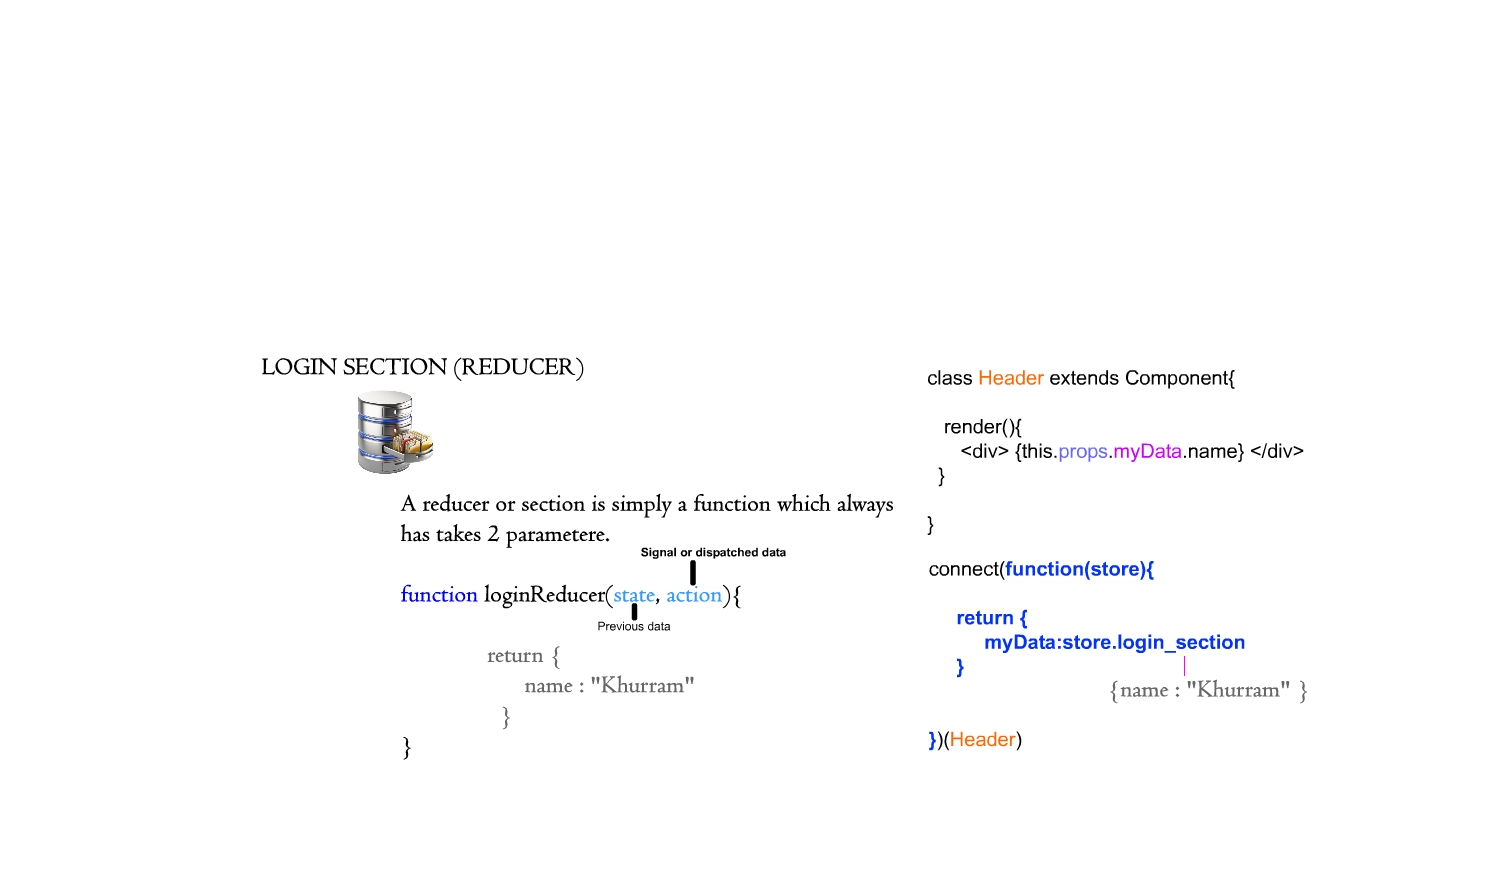 LOGIN SECTION (REDUCER)
A reducer or section is simply a function which always
has takes 2 parametere.
Signal or dispatched data
function loginReducer(state, action){
Previous data
return {
name : "Khurram"
}
}
class Header extends Component{
render(){
<div> {this.props.myData.name} </div>
}
}
connect(function(store){
return {
myData:store.login_section
}
{name : "Khurram" }
})(Header)